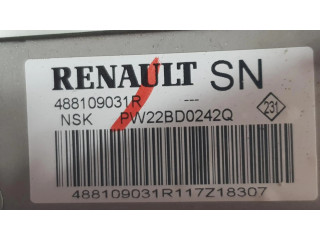 RENAULT SN
488109031R ---
NSK PW22BD0242Q
231
488109031R117Z18307